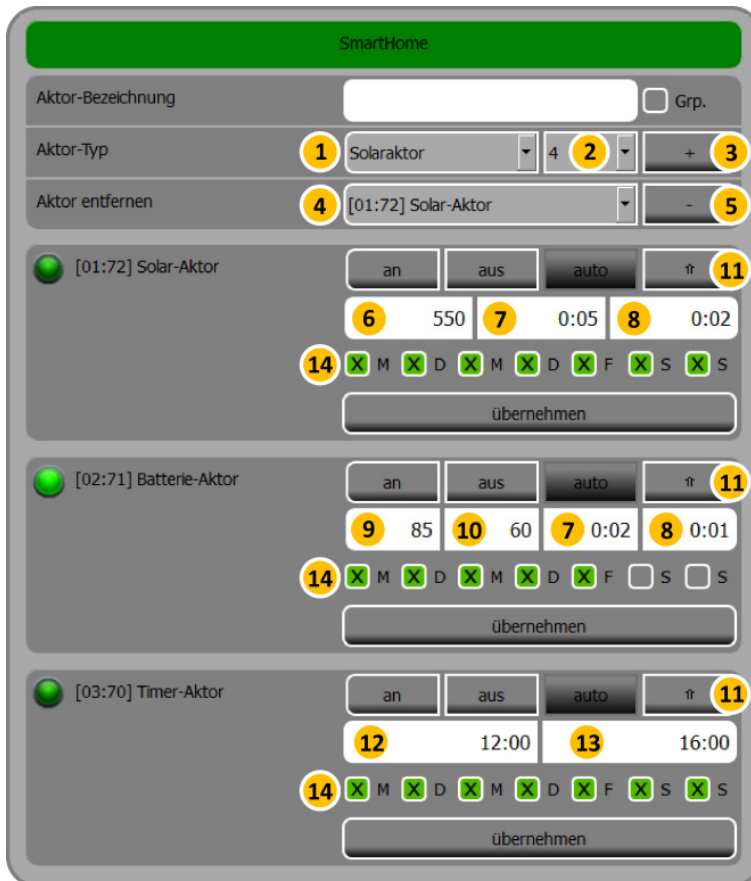 SmartHome
Aktor-Bezeichnung Grp.
Aktor-Typ 1 Solaraktor 4 2 + 3
Aktor entfernen 4 [01:72] Solar-Aktor - 5
[01:72] Solar-Aktor an aus auto ⇑ 11
6 550 7 0:05 8 0:02
14 X M X D X M X D X F X S X S
übernehmen
[02:71] Batterie-Aktor an aus auto ⇑ 11
9 85 10 60 7 0:02 8 0:01
14 X M X D X M X D X F S S
übernehmen
[03:70] Timer-Aktor an aus auto ⇑ 11
12 12:00 13 16:00
14 X M X D X M X D X F X S X S
übernehmen